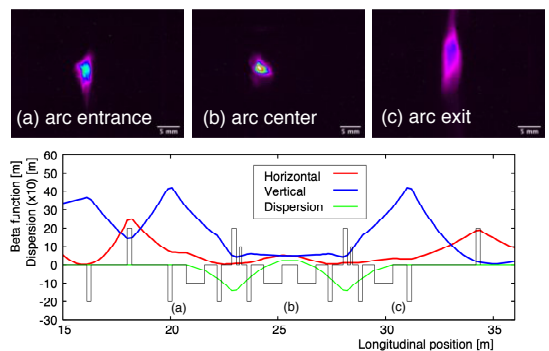 (a) arc entrance
5 mm
(b) arc center
5 mm
(c) arc exit
5 mm
Beta function [m]
Dispersion (x10) [m]
60
50
40
30
20
10
0
-10
-20
-30
Horizontal
Vertical
Dispersion
(a)
(b)
(c)
15
20
25
30
35
Longitudinal position [m]